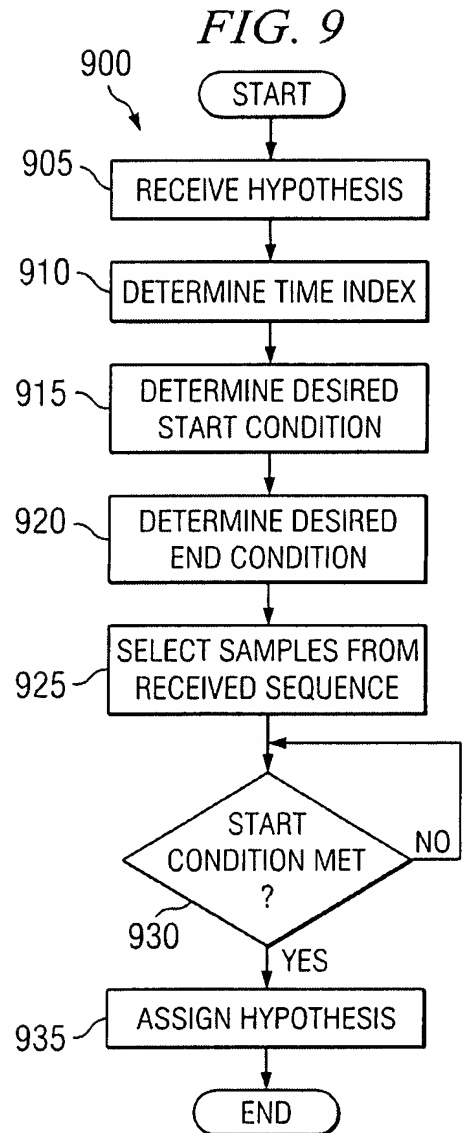 FIG. 9
900
START
905
RECEIVE HYPOTHESIS
910
DETERMINE TIME INDEX
915
DETERMINE DESIRED
START CONDITION
920
DETERMINE DESIRED
END CONDITION
925
SELECT SAMPLES FROM
RECEIVED SEQUENCE
START
CONDITION MET
?
NO
930
YES
935
ASSIGN HYPOTHESIS
END